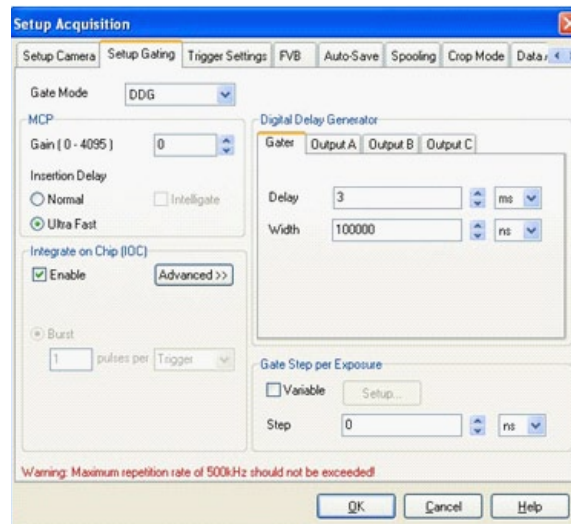 Setup Acquisition
Setup Camera Setup Gating Trigger Settings FVB Auto-Save Spooling Crop Mode Data
Gate Mode DDG
MCP
Gain ( 0 - 4095 ) 0
Insertion Delay
Normal Intelligate
Ultra Fast
Integrate on Chip (IOC)
Enable Advanced >>
Burst
1 pulses per Trigger
Digital Delay Generator
Gater Output A Output B Output C
Delay 3 ms
Width 100000 ns
Gate Step per Exposure
Variable Setup...
Step 0 ns
Warning: Maximum repetition rate of 500kHz should not be exceeded!
OK Cancel Help